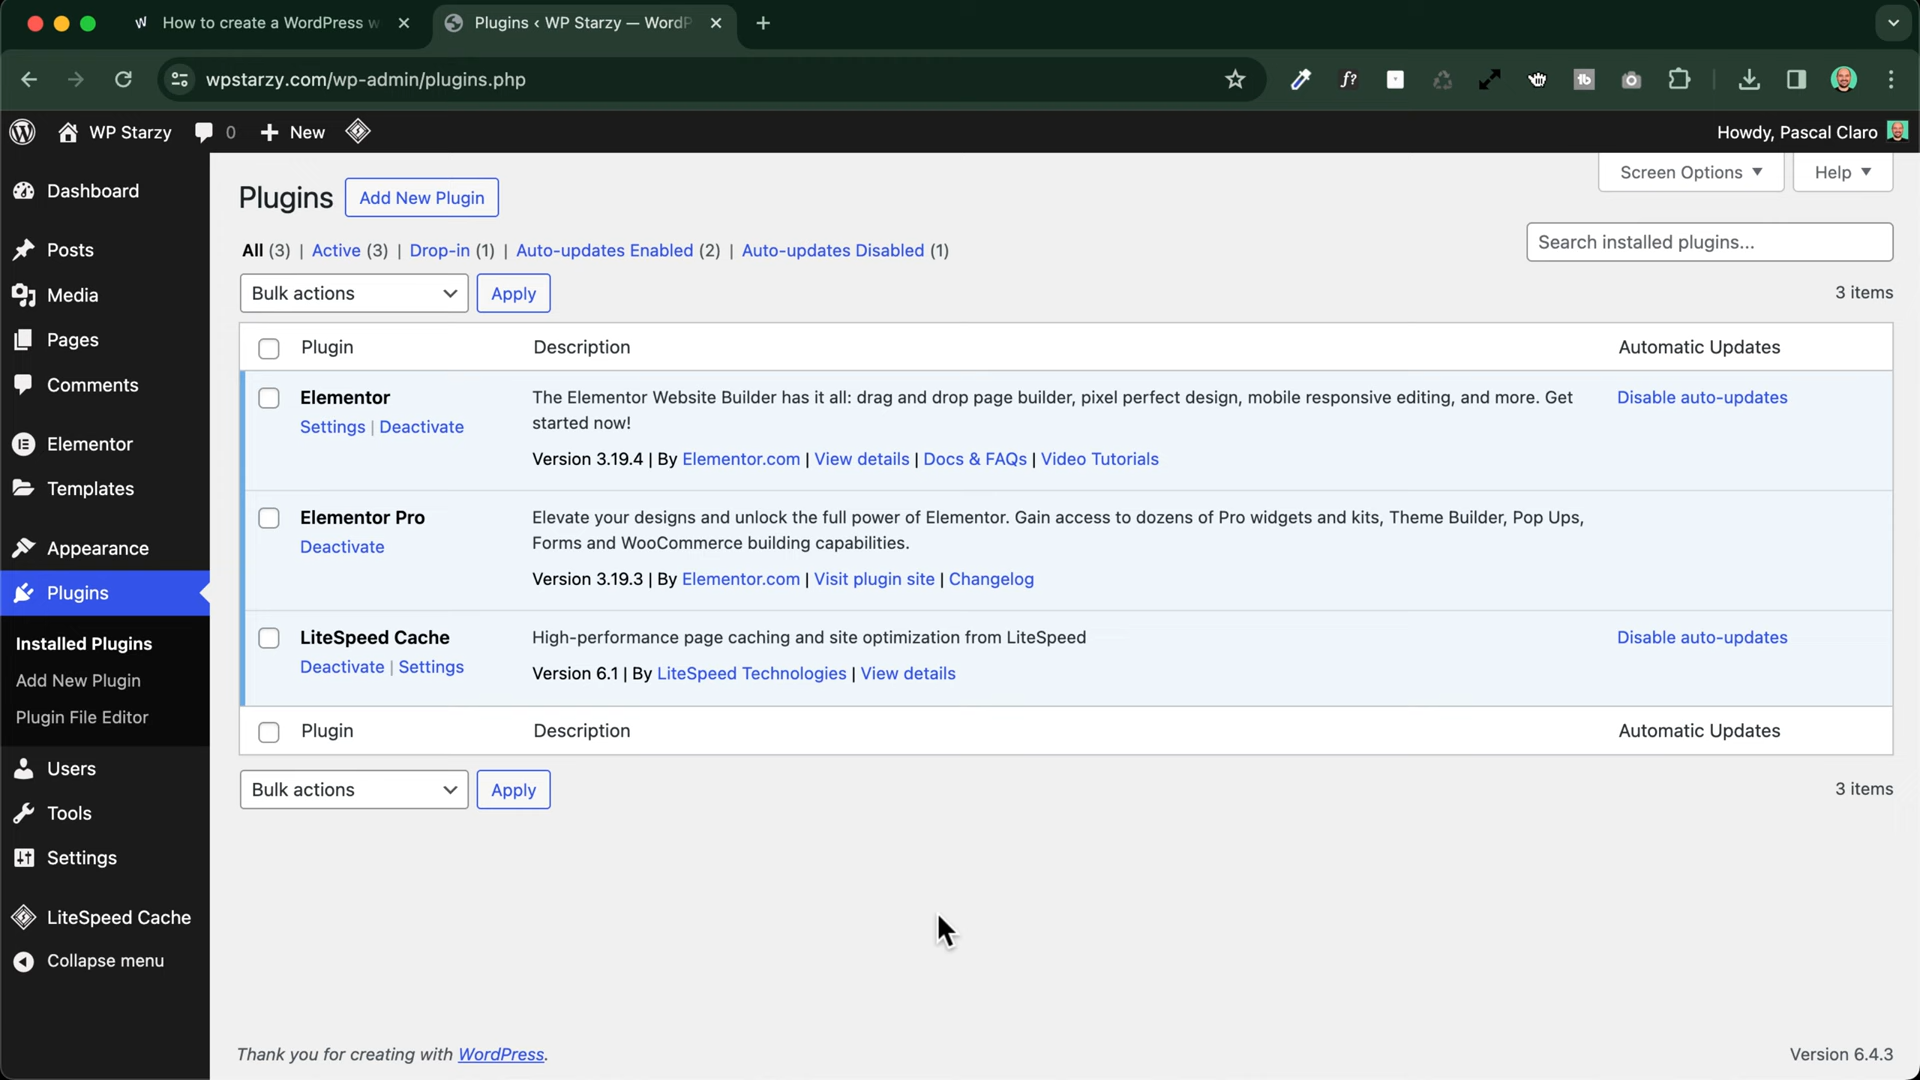 How to create a WordPress w
Plugins ‹ WP Starzy — WordP
wpstarzy.com/wp-admin/plugins.php
f?
tb
WP Starzy
0
New
Howdy, Pascal Claro
Dashboard
Posts
Media
Pages
Comments
Elementor
Templates
Appearance
Plugins
Installed Plugins
Add New Plugin
Plugin File Editor
Users
Tools
Settings
LiteSpeed Cache
Collapse menu
Screen Options
Help
Plugins
Add New Plugin
All (3) | Active (3) | Drop-in (1) | Auto-updates Enabled (2) | Auto-updates Disabled (1)
Search installed plugins...
Bulk actions
Apply
3 items
Plugin
Description
Automatic Updates
Elementor
Settings | Deactivate
The Elementor Website Builder has it all: drag and drop page builder, pixel perfect design, mobile responsive editing, and more. Get
started now!
Version 3.19.4 | By Elementor.com | View details | Docs & FAQs | Video Tutorials
Disable auto-updates
Elementor Pro
Deactivate
Elevate your designs and unlock the full power of Elementor. Gain access to dozens of Pro widgets and kits, Theme Builder, Pop Ups,
Forms and WooCommerce building capabilities.
Version 3.19.3 | By Elementor.com | Visit plugin site | Changelog
LiteSpeed Cache
Deactivate | Settings
High-performance page caching and site optimization from LiteSpeed
Version 6.1 | By LiteSpeed Technologies | View details
Disable auto-updates
Plugin
Description
Automatic Updates
Bulk actions
Apply
3 items
Thank you for creating with WordPress.
Version 6.4.3